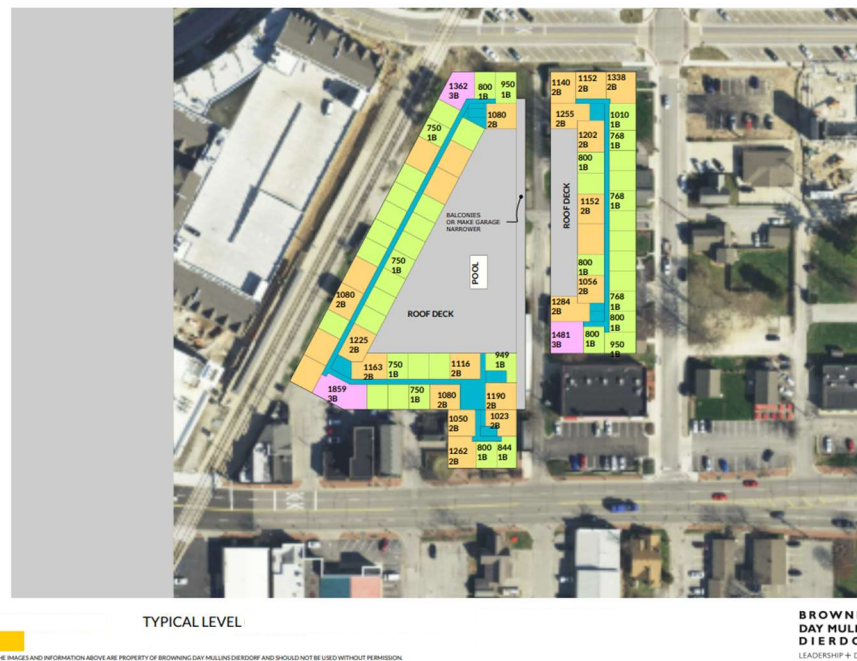 1362
3B
800
1B
950
1B
1080
2B
750
1B
750
1B
1080
2B
1225
2B
1163
2B
750
1B
1116
2B
949
1B
1859
3B
750
1B
1080
2B
1190
2B
1050
2B
1023
2B
1262
2B
800
1B
844
1B
BALCONIES
OR MAKE GARAGE
NARROWER
POOL
ROOF DECK
1140
2B
1152
2B
1338
2B
1255
2B
1010
1B
1202
2B
768
1B
800
1B
ROOF DECK
1152
2B
768
1B
800
1B
1056
2B
1284
2B
768
1B
800
1B
1481
3B
800
1B
950
1B
TYPICAL LEVEL
HE IMAGES AND INFORMATION ABOVE ARE PROPERTY OF BROWNING DAY MULLINS DIERDORF AND SHOULD NOT BE USED WITHOUT PERMISSION.
BROWNI
DAY MULL
DIERDO
LEADERSHIP + D